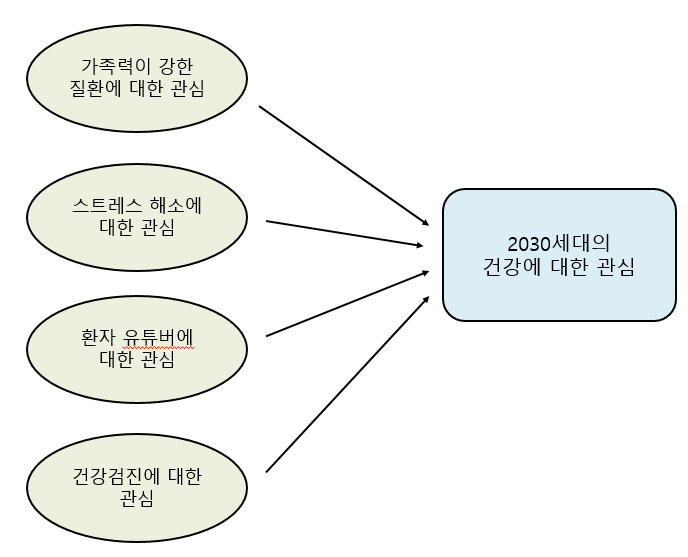 가족력이 강한
질환에 대한 관심
스트레스 해소에
대한 관심
환자 유튜버에
대한 관심
건강검진에 대한
관심
2030세대의
건강에 대한 관심